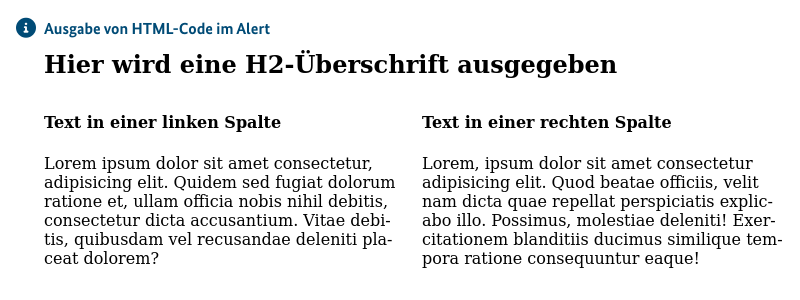 Ausgabe von HTML-Code im Alert
Hier wird eine H2-Überschrift ausgegeben
Text in einer linken Spalte
Lorem ipsum dolor sit amet consectetur,
adipisicing elit. Quidem sed fugiat dolorum
ratione et, ullam officia nobis nihil debitis,
consectetur dicta accusantium. Vitae debi-
tis, quibusdam vel recusandae deleniti pla-
ceat dolorem?
Text in einer rechten Spalte
Lorem, ipsum dolor sit amet consectetur
adipisicing elit. Quod beatae officiis, velit
nam dicta quae repellat perspiciatis explic-
abo illo. Possimus, molestiae deleniti! Exer-
citationem blanditiis ducimus similique tem-
pora ratione consequuntur eaque!